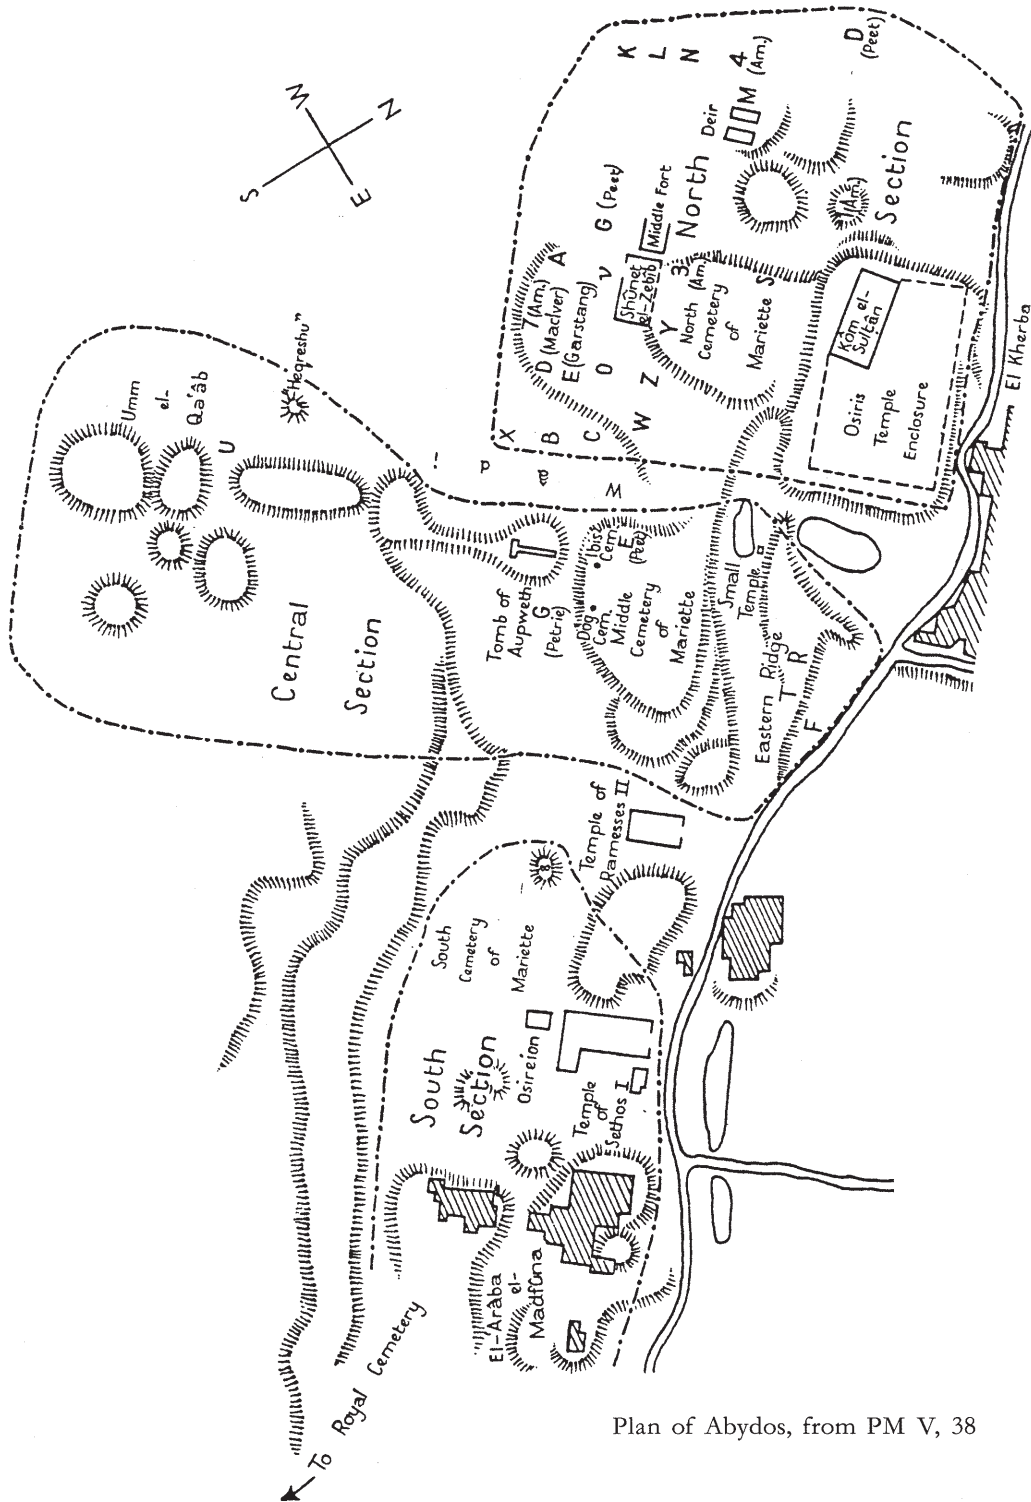 W
N
S
E
K
L
N
4
(Am.)
D
(Peet)
Deir
M
North
Section
1(Am.)
G (Peet)
Middle Fort
Shûnet
el-Zebîb
A
v
7 (Am.)
D (MacIver)
E (Garstang)
O
3
(Am.)
Y
Z
S
North
Cemetery
of
Mariette
X
B
C
W
Kôm el-
Sultân
Osiris
Temple
Enclosure
El Kherba
Umm
el-
Qa'âb
"Heqreshu"
U
Central
Section
Tomb of
Aupweth
G
(Petrie)
Ibis
Cem.
E
(Peet)
Dog
Cem.
Middle
Cemetery
of
Mariette
Small
Temple
Eastern Ridge
T
R
F
Temple of
Ramesses II
8
South
Cemetery
of
Mariette
South
Section
Osireion
Temple
of
Sethos I
El-'Arâba
el-
Madfûna
To Royal Cemetery
Plan of Abydos, from PM V, 38